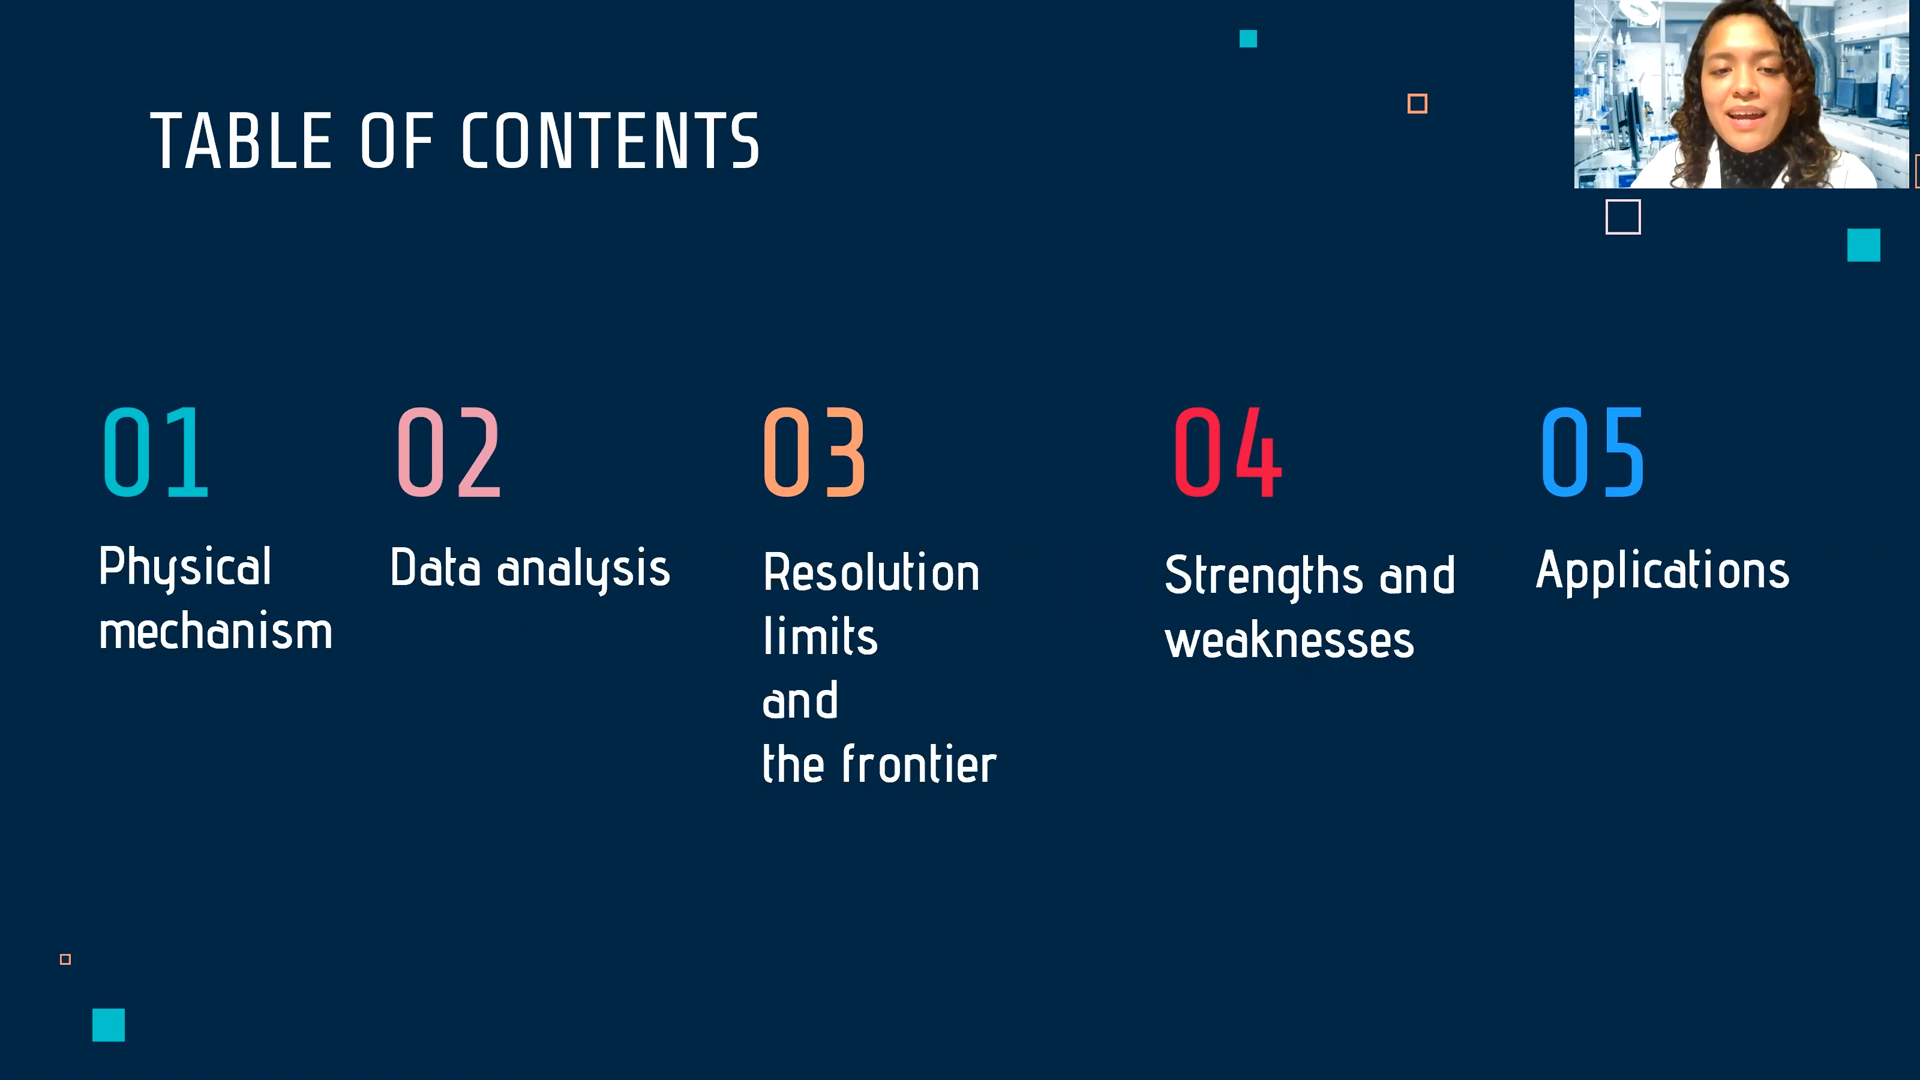 TABLE OF CONTENTS
01
Physical
mechanism
02
Data analysis
03
Resolution
limits
and
the frontier
04
Strengths and
weaknesses
05
Applications